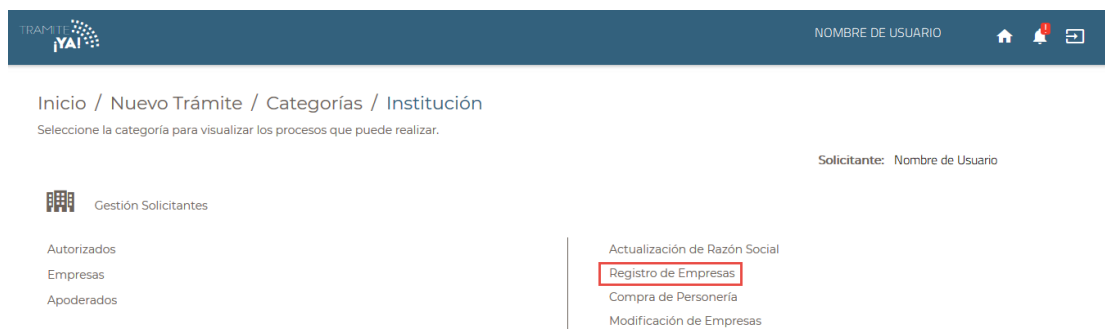 TRAMITE
¡YA!
NOMBRE DE USUARIO
Inicio / Nuevo Trámite / Categorías / Institución
Seleccione la categoría para visualizar los procesos que puede realizar.
Solicitante: Nombre de Usuario
Gestión Solicitantes
Autorizados
Empresas
Apoderados
Actualización de Razón Social
Registro de Empresas
Compra de Personería
Modificación de Empresas